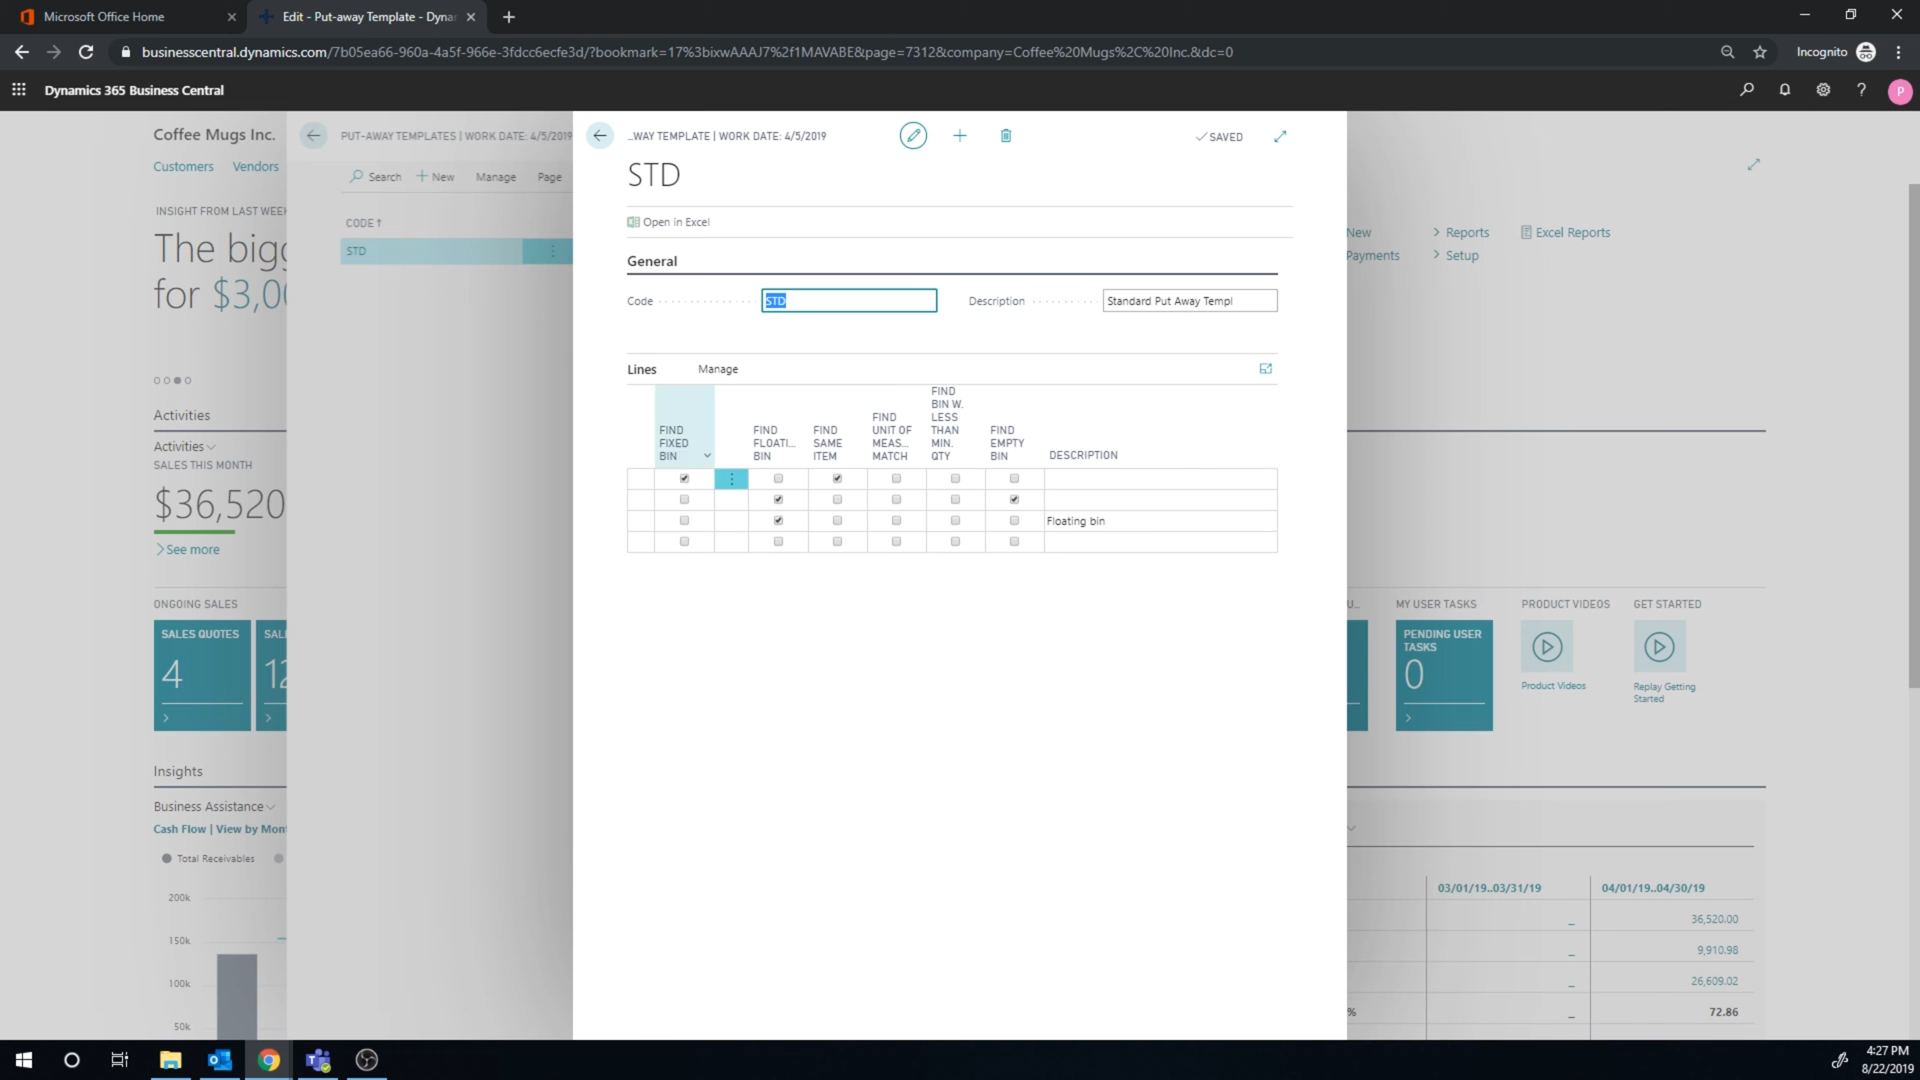 Microsoft Office Home
Edit - Put-away Template - Dyna
businesscentral.dynamics.com/7b05ea66-960a-4a5f-966e-3fdcc6ecfe3d/?bookmark=17%3bixwAAAJ7%2f1MAVABE&page=7312&company=Coffee%20Mugs%2C%20Inc.&dc=0
Incognito
Dynamics 365 Business Central
P
Coffee Mugs Inc.
Customers Vendors
INSIGHT FROM LAST WEEK
The bigg
for $3,00
Activities
Activities
SALES THIS MONTH
$36,520
See more
ONGOING SALES
SALES QUOTES
4
SAL
12
Insights
Business Assistance
Cash Flow | View by Mon
Total Receivables
200k
150k
100k
50k
PUT-AWAY TEMPLATES | WORK DATE: 4/5/2019
Search New Manage Page
CODE↑
STD
...WAY TEMPLATE | WORK DATE: 4/5/2019
SAVED
STD
Open in Excel
General
Code STD
Description Standard Put Away Templ
Lines Manage
FIND FIXED BIN
FIND FLOATI... BIN
FIND SAME ITEM
FIND UNIT OF MEAS... MATCH
FIND BIN W. LESS THAN MIN. QTY
FIND EMPTY BIN
DESCRIPTION
Floating bin
New Reports Excel Reports
Payments Setup
U...
MY USER TASKS
PENDING USER TASKS
0
PRODUCT VIDEOS
Product Videos
GET STARTED
Replay Getting Started
03/01/19..03/31/19 04/01/19..04/30/19
_ 36,520.00
_ 9,910.98
_ 26,609.02
% _ 72.86
4:27 PM
8/22/2019